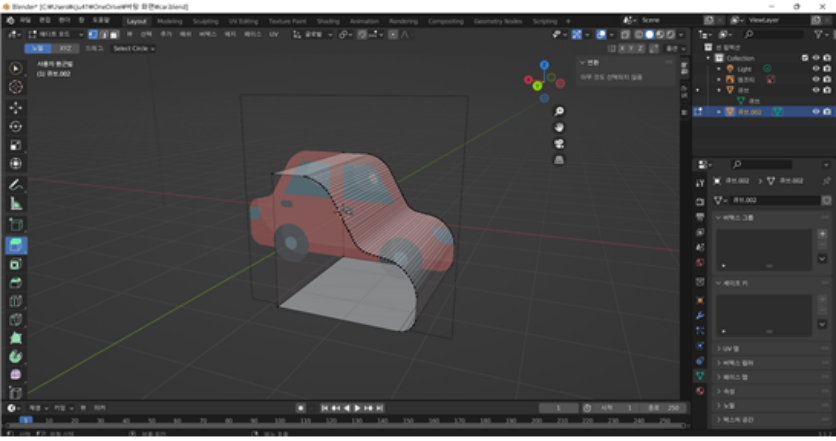 Blender* [C:\Users\cju41\OneDrive\바탕 화면\car.blend]
파일 편집 렌더 창 도움말 Layout Modeling Sculpting UV Editing Texture Paint Shading Animation Rendering Compositing Geometry Nodes Scripting + Scene ViewLayer
에디트 모드 뷰 선택 추가 메쉬 버텍스 에지 페이스 UV 글로벌
드래그: Select Circle X Y Z 옵션
사용자 원근법
(1) 큐브.002
변환
아무 것도 선택되지 않음
씬 컬렉션
Collection
Light
큐브
큐브
큐브.002
큐브.002 > 큐브.002
큐브.002
버텍스 그룹
셰이프 키
UV 맵
버텍스 컬러
페이스 맵
속성
노멀
텍스처 공간
재생 키잉 뷰 마커 1 시작 1 종료 250
0 10 20 30 40 50 60 70 80 90 100 110 120 130 140 150 160 170 180 190 200 210 220 230 240 250